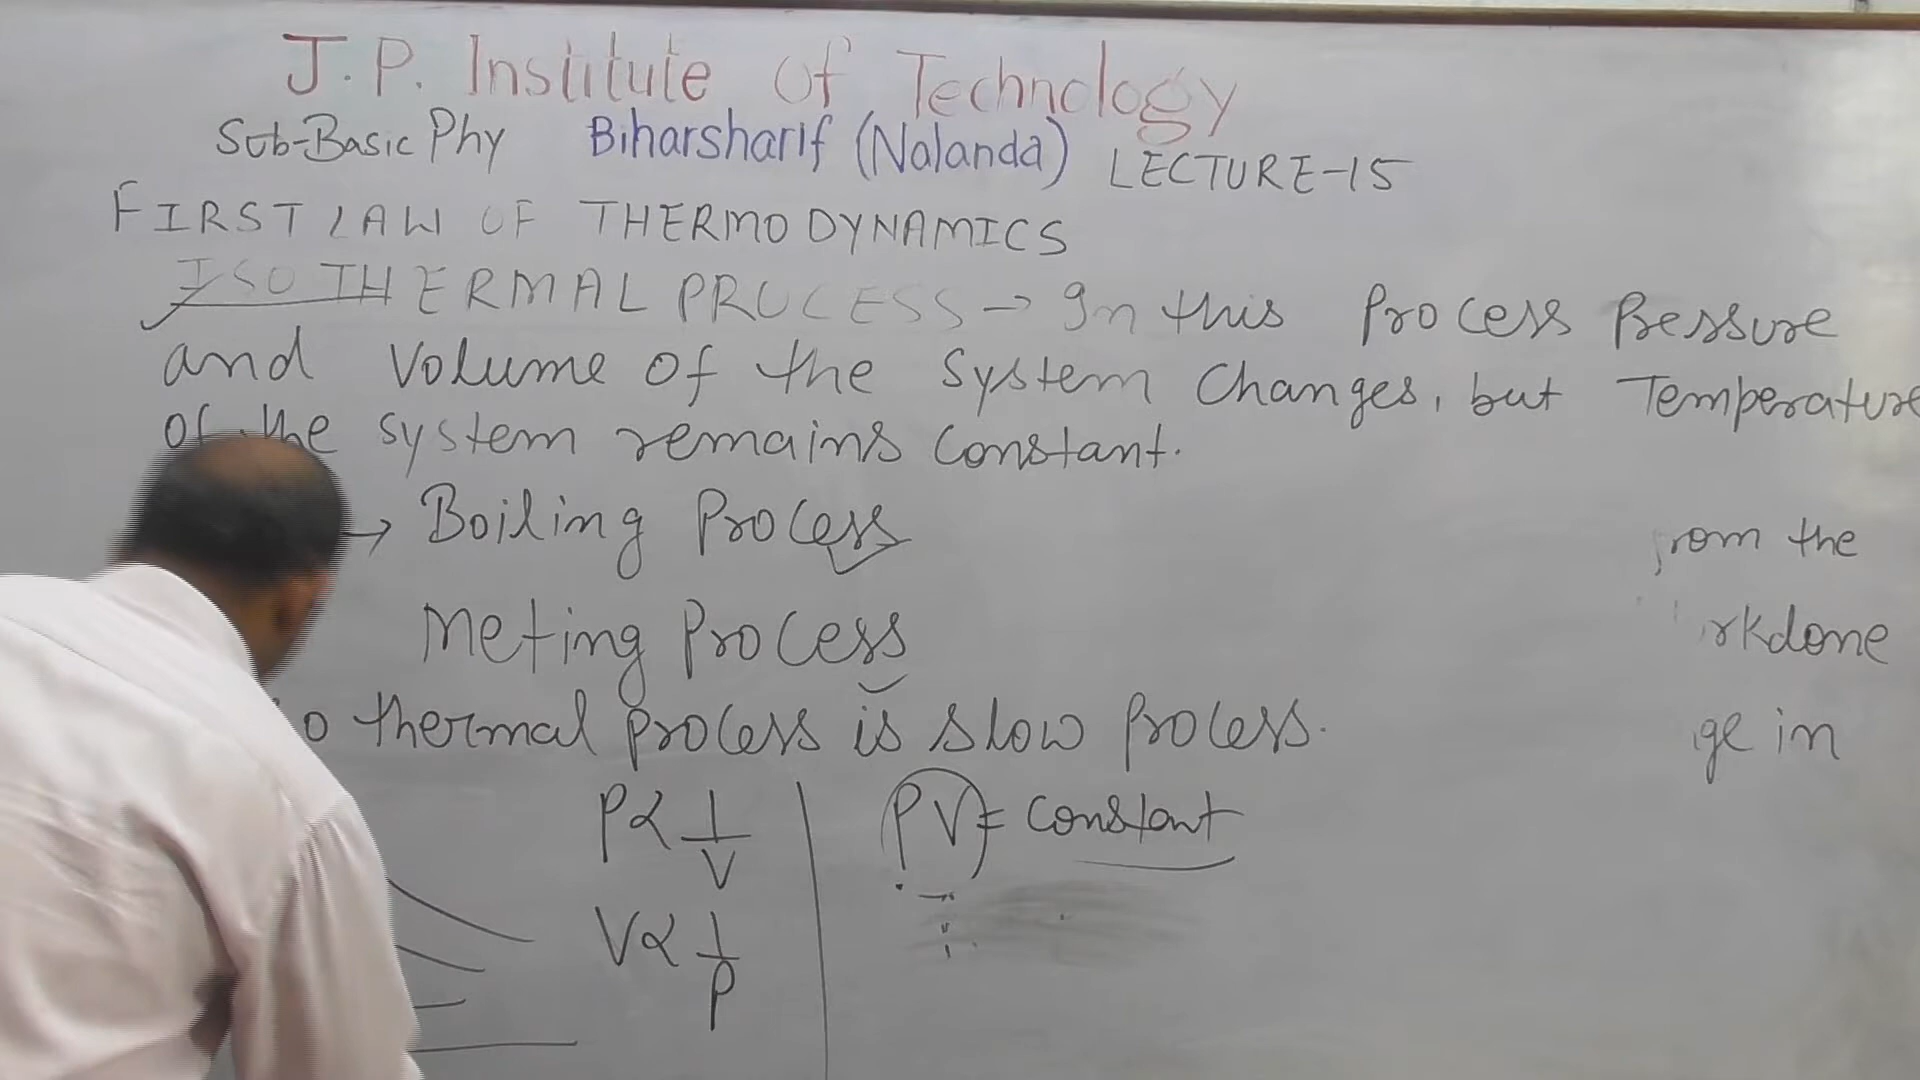 J.P. Institute Of Technology
Sub-Basic Phy Biharsharif (Nalanda) LECTURE-15
FIRST LAW OF THERMODYNAMICS
ISOTHERMAL PROCESS → In this Process Pressure
and Volume of the System Changes, but Temperature
of the system remains Constant.
→ Boiling Process
rom the
Meting Process
rkdone
o thermal process is slow process.
ge in
P∝ 1/V
PV = Constant
V∝ 1/P